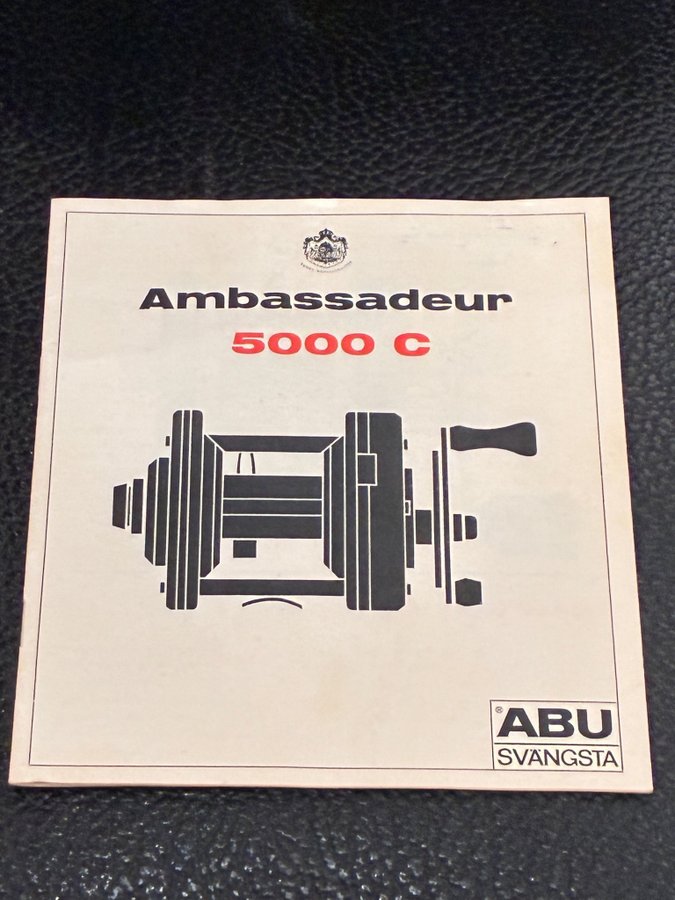 Ambassadeur
5000 C
® ABU
SVÄNGSTA